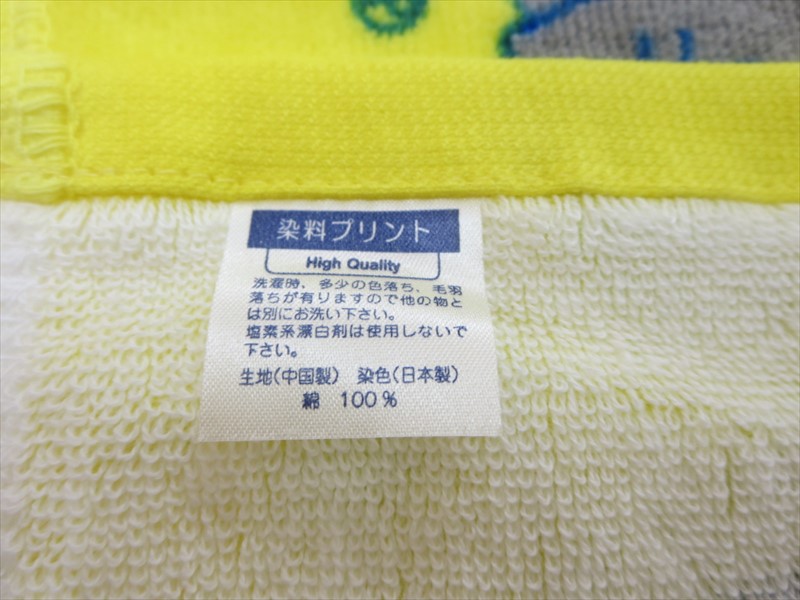 染料プリント
High Quality
洗濯時、多少の色落ち、毛羽
落ちが有りますので他の物と
は別にお洗い下さい。
塩素系漂白剤は使用しないで
下さい。
生地(中国製) 染色(日本製)
綿 100%